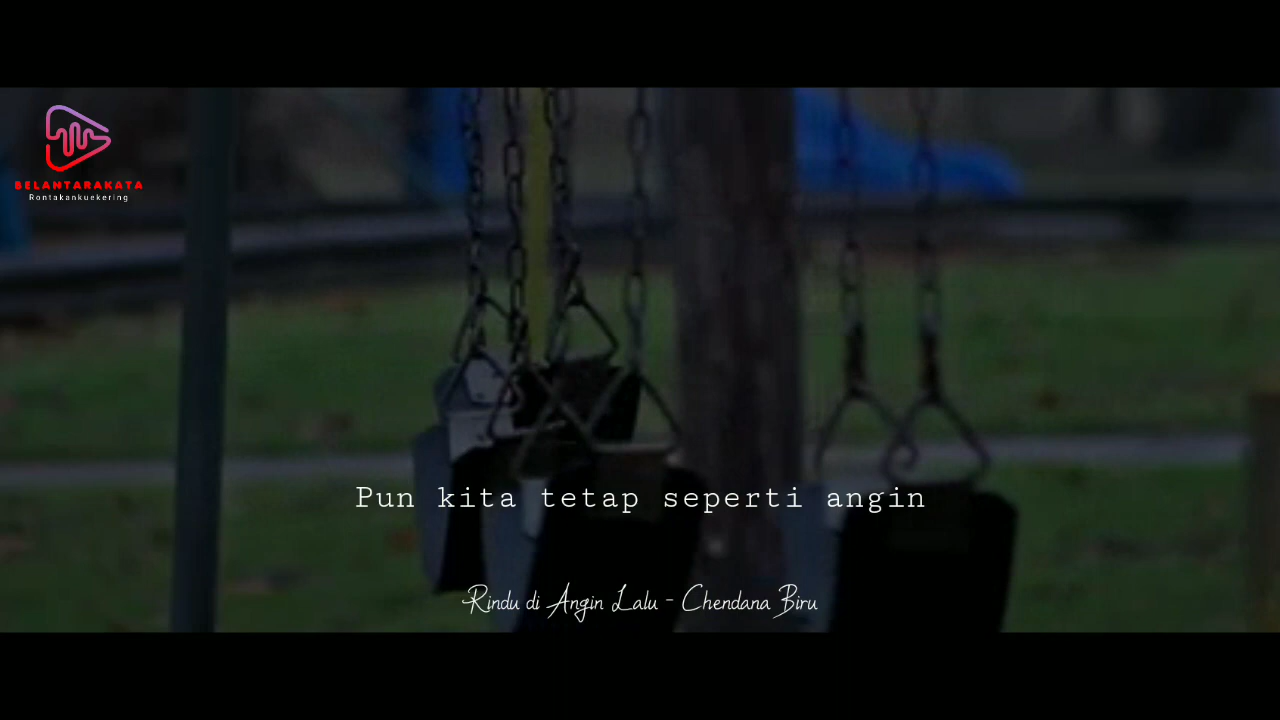 BELANTARAKATA
Rontakankuekering
Pun kita tetap seperti angin
Rindu di Angin Lalu - Chendana Biru